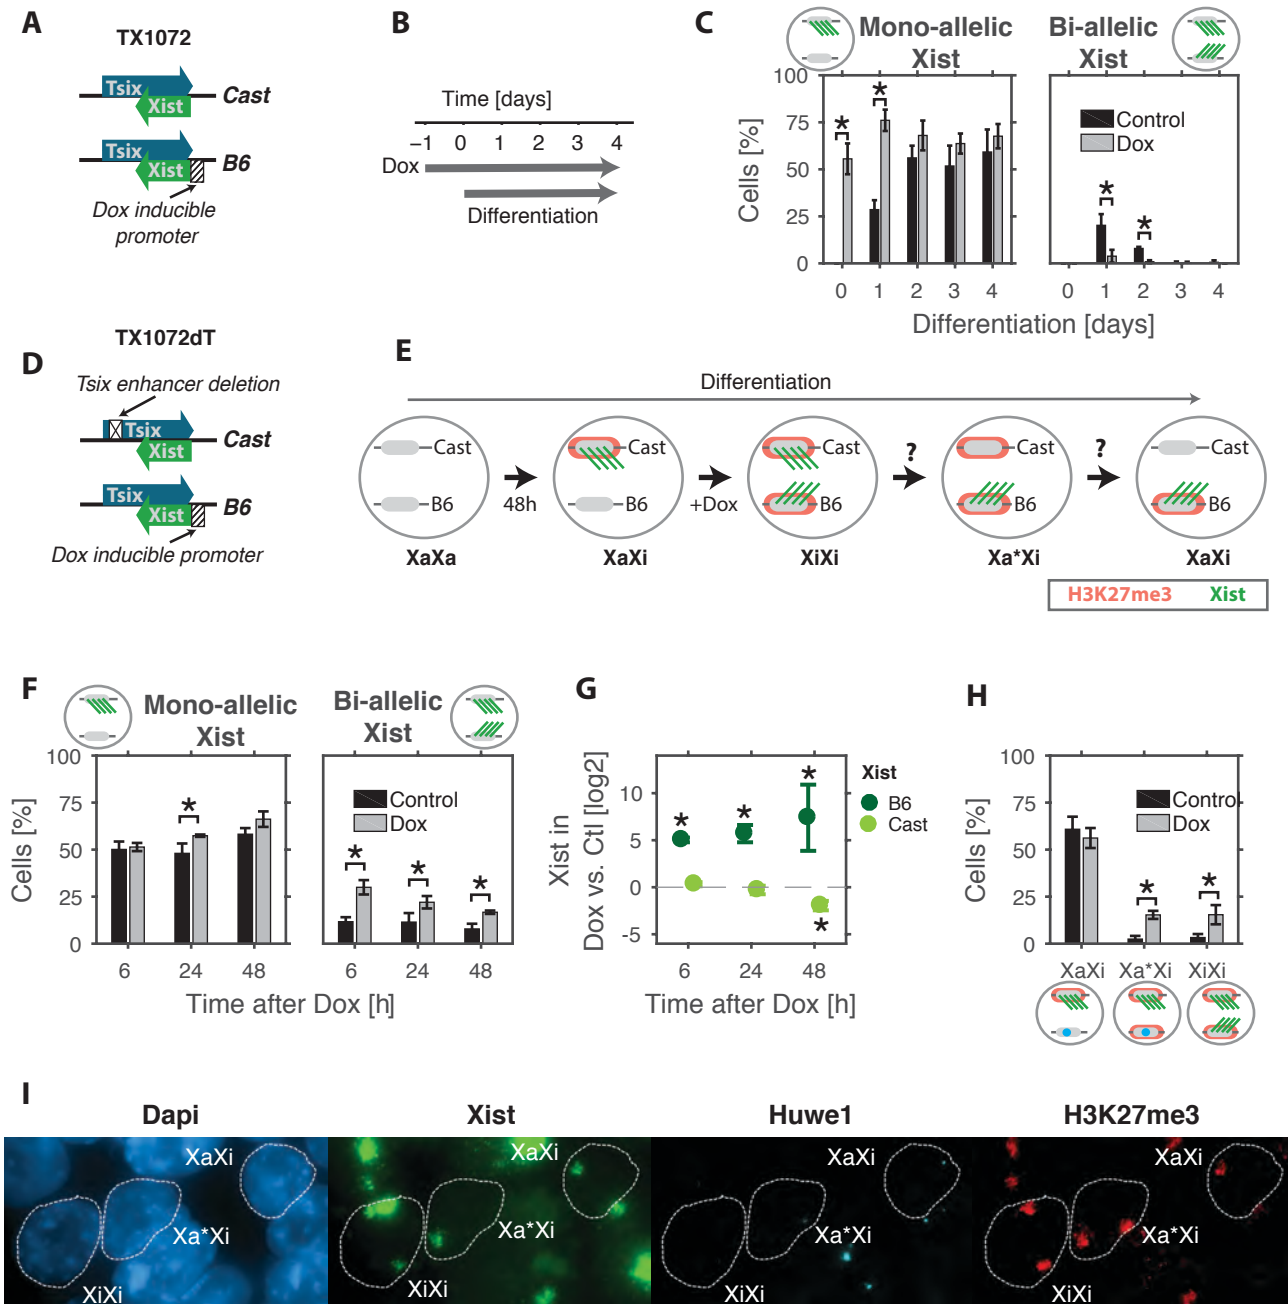 A
TX1072
Tsix
Xist
Cast
Tsix
Xist
B6
Dox inducible
promoter
B
Time [days]
−1 0 1 2 3 4
Dox
Differentiation
C
Mono-allelic
Xist
Bi-allelic
Xist
Cells [%]
100
75
50
25
0
* *
Control
Dox
* *
0 1 2 3 4
0 1 2 3 4
Differentiation [days]
D
TX1072dT
Tsix enhancer deletion
Tsix
Xist
Cast
Tsix
Xist
B6
Dox inducible promoter
E
Differentiation
Cast
B6
XaXa
48h
Cast
B6
XaXi
+Dox
Cast
B6
XiXi
?
Cast
B6
Xa*Xi
?
Cast
B6
XaXi
H3K27me3 Xist
F
Mono-allelic
Xist
Bi-allelic
Xist
Cells [%]
100
75
50
25
0
*
Control
Dox
* * *
6 24 48
6 24 48
Time after Dox [h]
G
Xist in
Dox vs. Ctl [log2]
10
5
0
-5
* * *
*
Xist
B6
Cast
6 24 48
Time after Dox [h]
H
Cells [%]
100
75
50
25
0
Control
Dox
* *
XaXi Xa*Xi XiXi
I
Dapi Xist Huwe1 H3K27me3
XaXi
Xa*Xi
XiXi
XaXi
Xa*Xi
XiXi
XaXi
Xa*Xi
XiXi
XaXi
Xa*Xi
XiXi